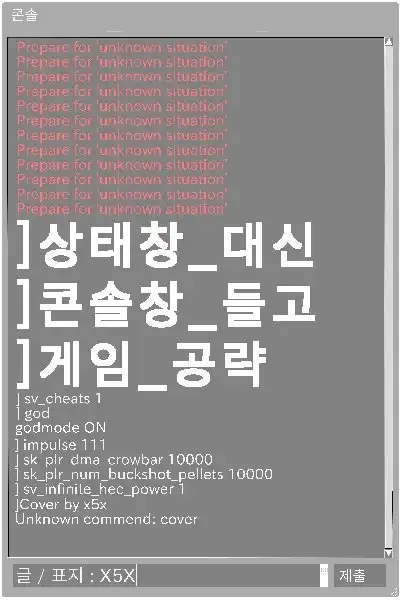 콘솔
Prepare for 'unknown situation'
Prepare for 'unknown situation'
Prepare for 'unknown situation'
Prepare for 'unknown situation'
Prepare for 'unknown situation'
Prepare for 'unknown situation'
Prepare for 'unknown situation'
Prepare for 'unknown situation'
Prepare for 'unknown situation'
Prepare for 'unknown situation'
Prepare for 'unknown situation'
Prepare for 'unknown situation'
]상태창_대신
]콘솔창_들고
]게임_공략
] sv_cheats 1
] god
godmode ON
] impulse 111
] sk_plr_dma_crowbar 10000
] sk_plr_num_buckshot_pellets 10000
] sv_infinite_hec_power 1
]Cover by x5x
Unknown commend: cover
글 / 표지 : X5X
제출